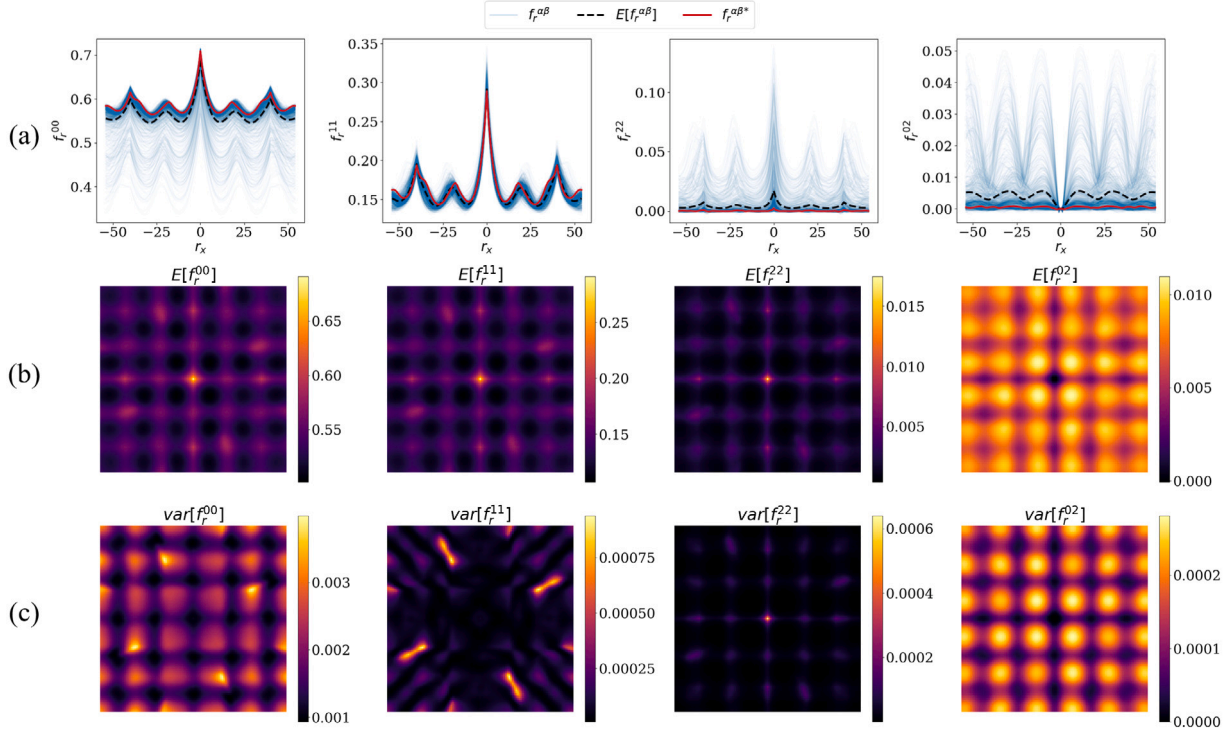 f_r^{αβ} E[f_r^{αβ}] f_r^{αβ*}
(a)
f_r^{00}
0.7
0.6
0.5
0.4
−50 −25 0 25 50
r_x
f_r^{11}
0.35
0.30
0.25
0.20
0.15
−50 −25 0 25 50
r_x
f_r^{22}
0.10
0.05
0.00
−50 −25 0 25 50
r_x
f_r^{02}
0.05
0.04
0.03
0.02
0.01
0.00
−50 −25 0 25 50
r_x
(b)
E[f_r^{00}]
0.65
0.60
0.55
E[f_r^{11}]
0.25
0.20
0.15
E[f_r^{22}]
0.015
0.010
0.005
E[f_r^{02}]
0.010
0.005
0.000
(c)
var[f_r^{00}]
0.003
0.002
0.001
var[f_r^{11}]
0.00075
0.00050
0.00025
var[f_r^{22}]
0.0006
0.0004
0.0002
var[f_r^{02}]
0.0002
0.0001
0.0000